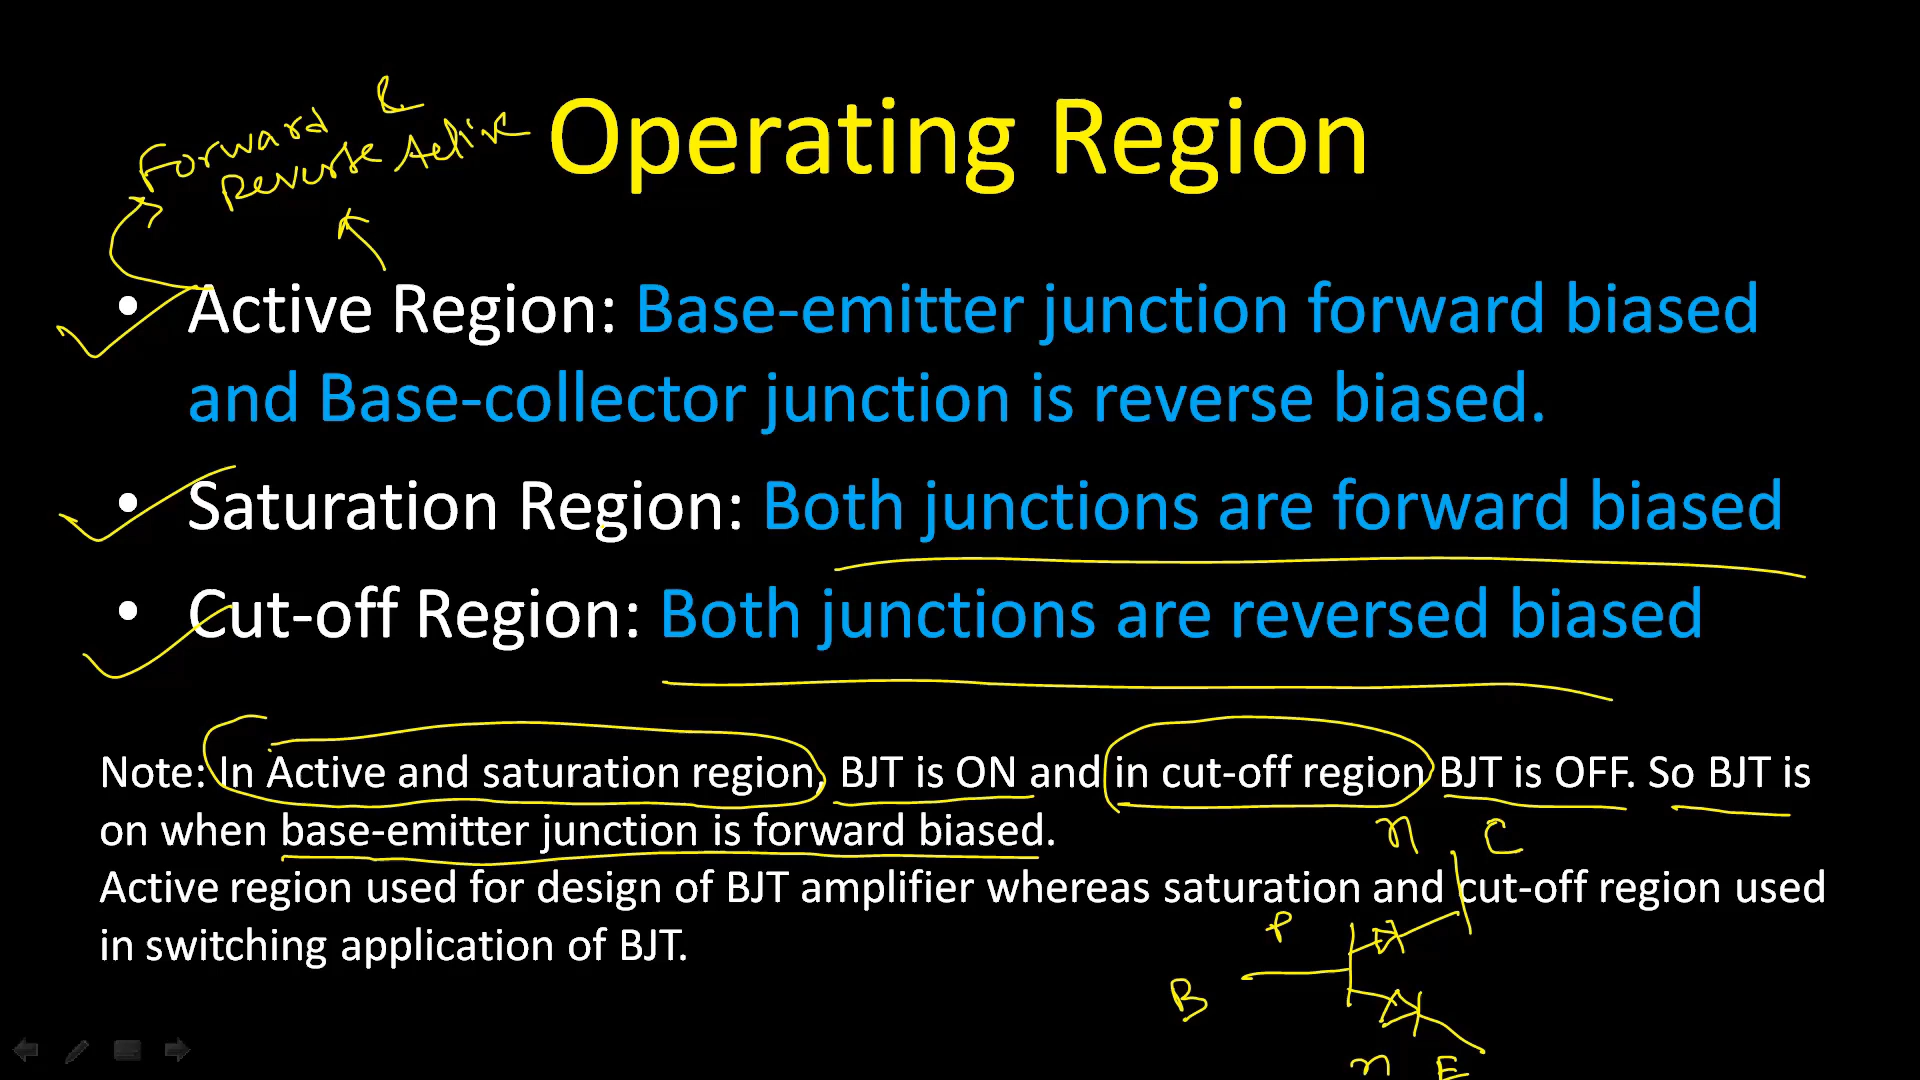 Forward &
Reverse Active
Operating Region
• Active Region: Base-emitter junction forward biased
and Base-collector junction is reverse biased.
• Saturation Region: Both junctions are forward biased
• Cut-off Region: Both junctions are reversed biased
Note: In Active and saturation region, BJT is ON and in cut-off region BJT is OFF. So BJT is
on when base-emitter junction is forward biased.
Active region used for design of BJT amplifier whereas saturation and cut-off region used
in switching application of BJT.
n C
P
B
n E